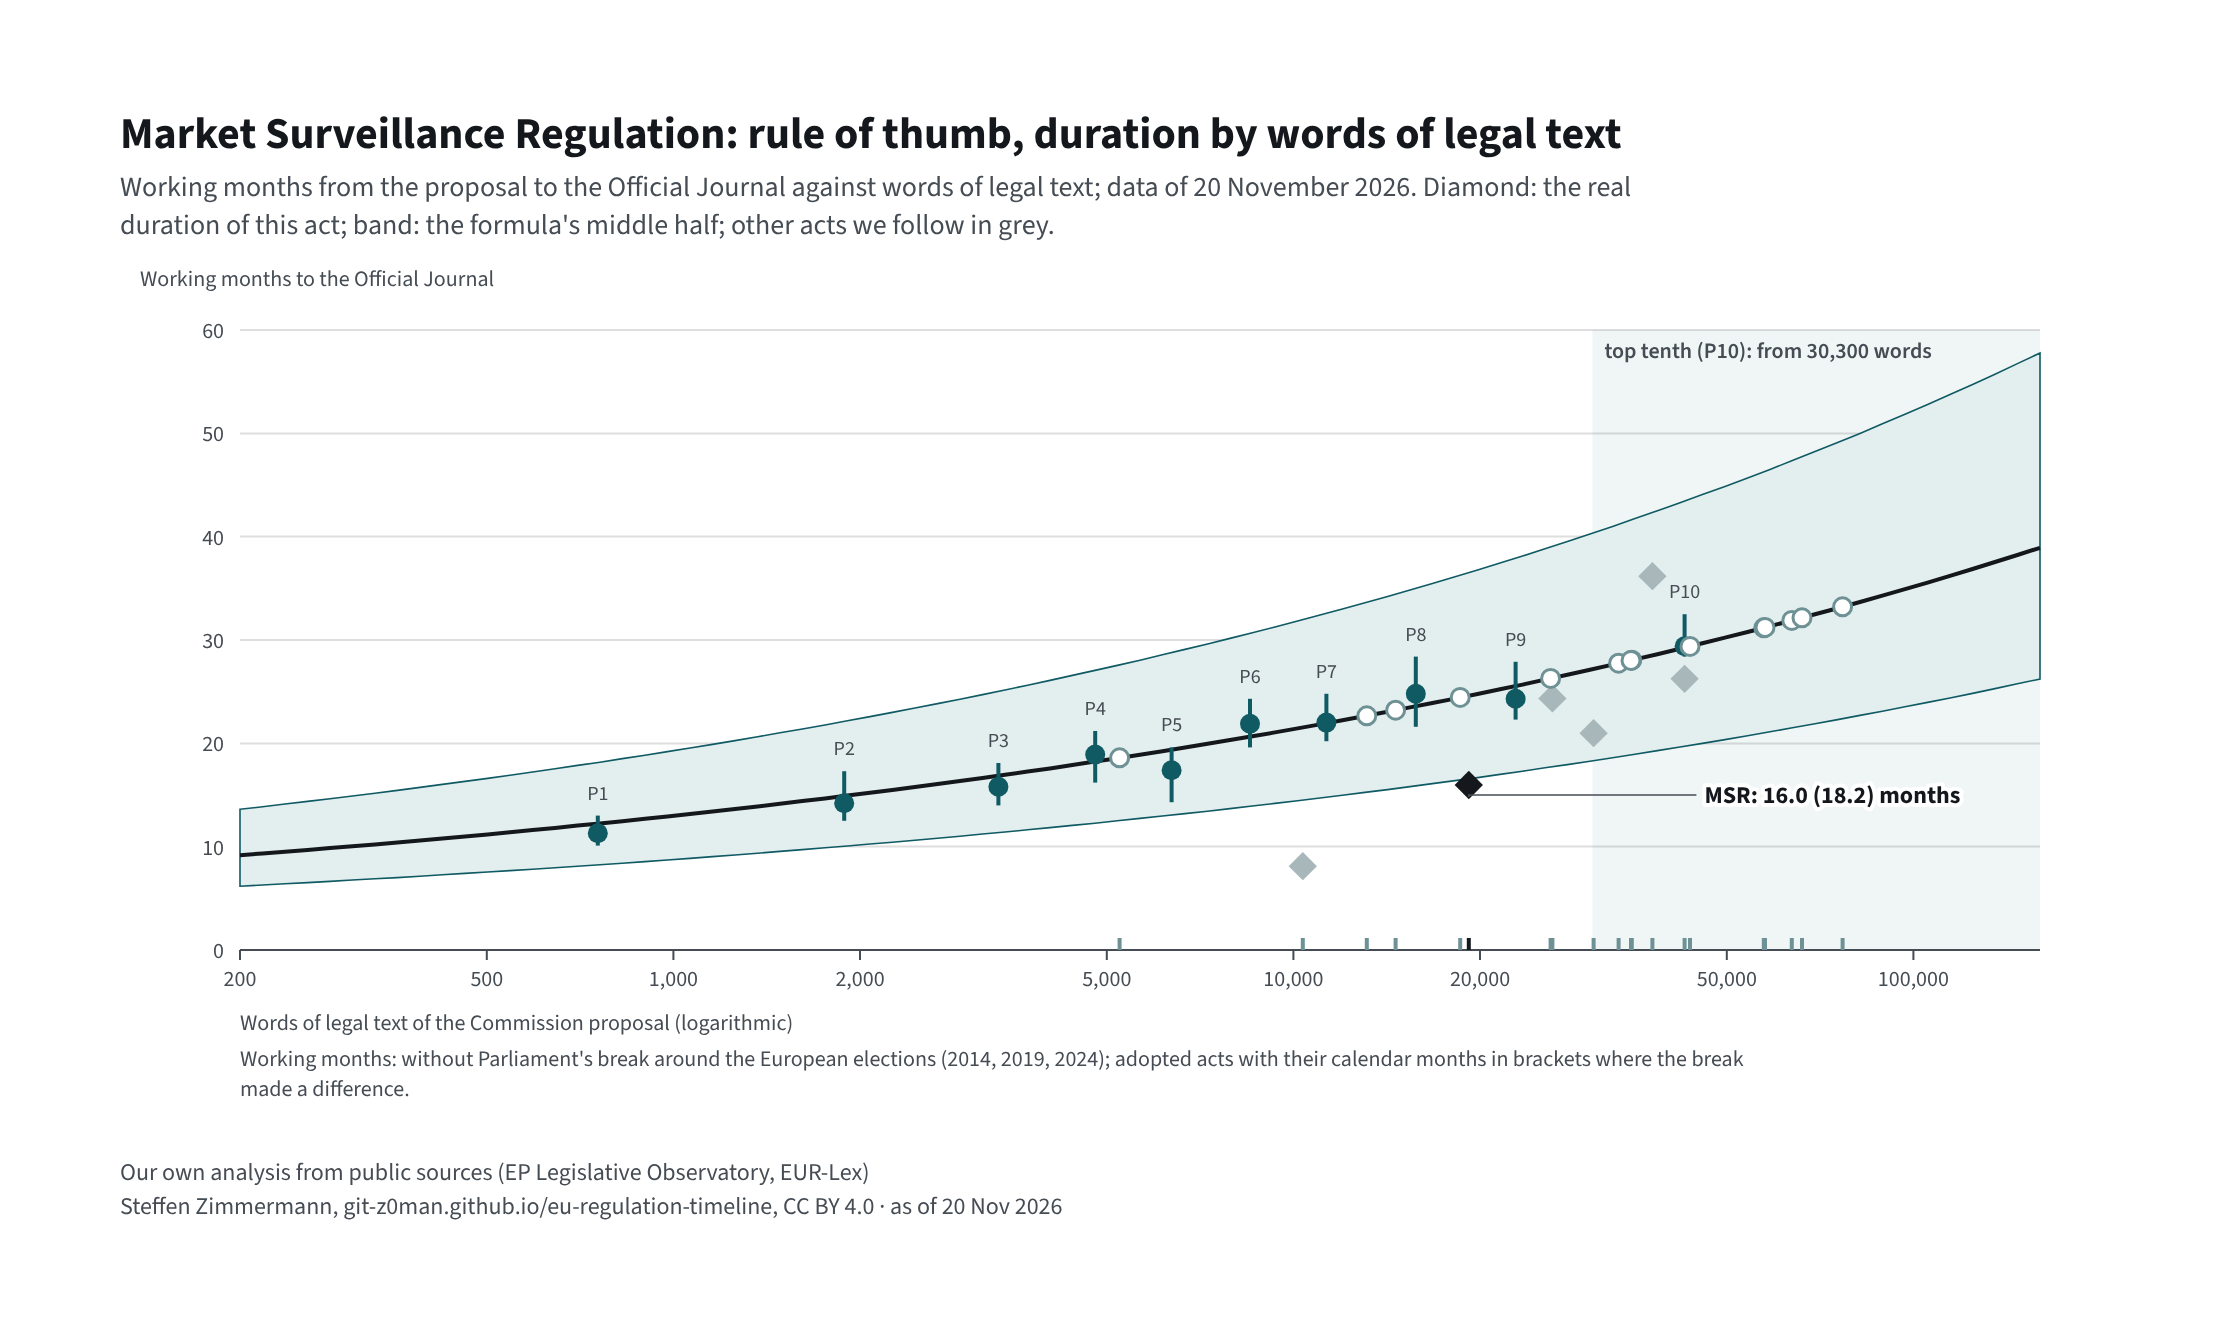 Market Surveillance Regulation: rule of thumb, duration by words of legal text
Working months from the proposal to the Official Journal against words of legal text; data of 20 November 2026. Diamond: the real
duration of this act; band: the formula's middle half; other acts we follow in grey.
Working months to the Official Journal
60
top tenth (P10): from 30,300 words
50
40
P10
30
P8
P9
P7
P6
P4
P5
P3
P2
20
P1
MSR: 16.0 (18.2) months
10
0
200 500 1,000 2,000 5,000 10,000 20,000 50,000 100,000
Words of legal text of the Commission proposal (logarithmic)
Working months: without Parliament's break around the European elections (2014, 2019, 2024); adopted acts with their calendar months in brackets where the break
made a difference.
Our own analysis from public sources (EP Legislative Observatory, EUR-Lex)
Steffen Zimmermann, git-z0man.github.io/eu-regulation-timeline, CC BY 4.0 · as of 20 Nov 2026